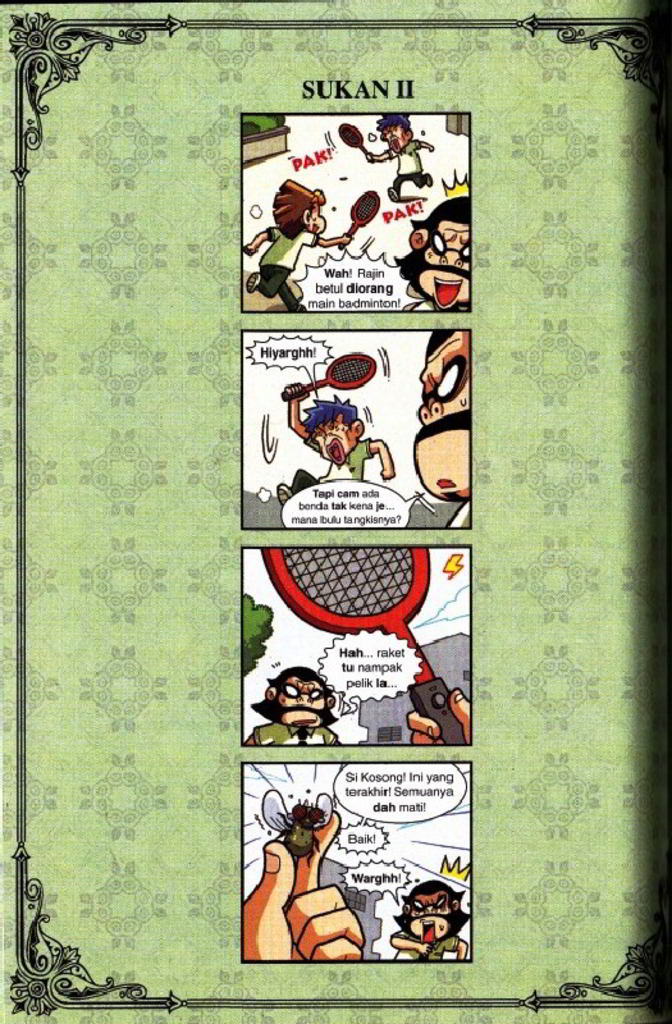 SUKAN II
PAK!
PAK!
Wah! Rajin
betul diorang
main badminton!
Hiyarghh!
Tapi cam ada
benda tak kena je...
mana bulu tangkisnya?
Hah... raket
tu nampak
pelik la...
Si Kosong! Ini yang
terakhir! Semuanya
dah mati!
Baik!
Warghh!